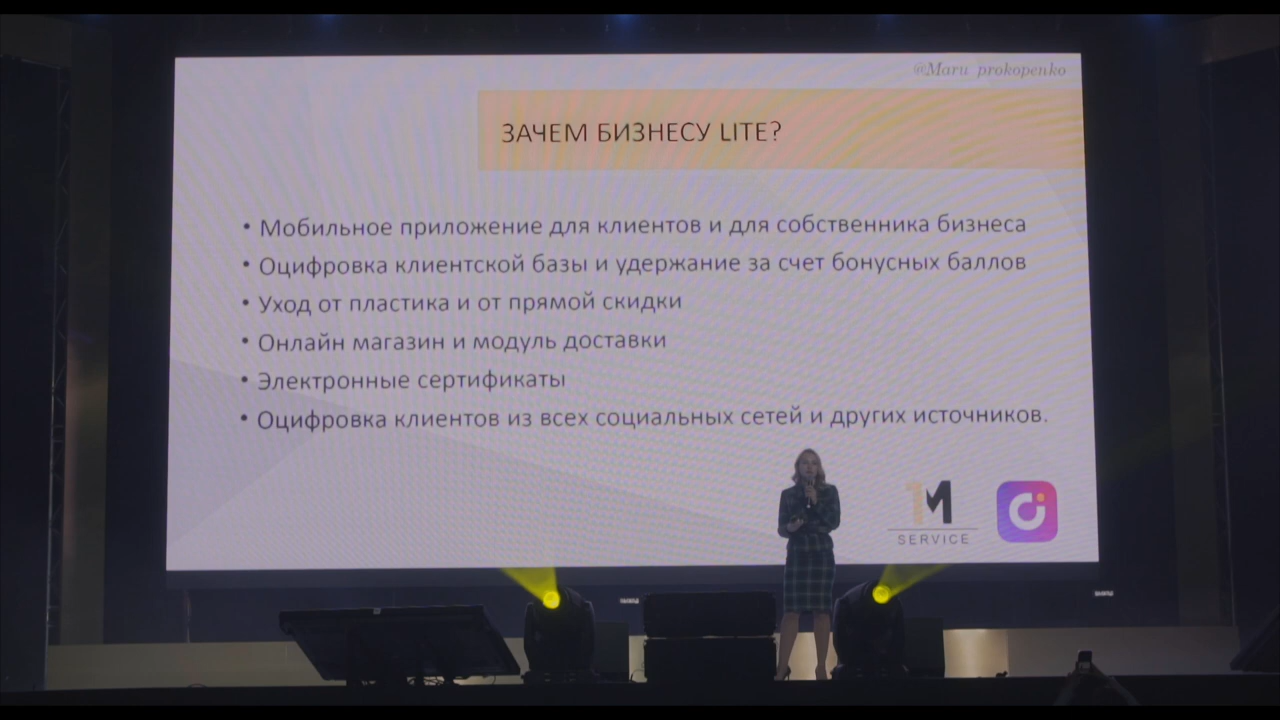 @Maru prokopenko
ЗАЧЕМ БИЗНЕСУ LITE?
• Мобильное приложение для клиентов и для собственника бизнеса
• Оцифровка клиентской базы и удержание за счет бонусных баллов
• Уход от пластика и от прямой скидки
• Онлайн магазин и модуль доставки
• Электронные сертификаты
• Оцифровка клиентов из всех социальных сетей и других источников.
1M
SERVICE